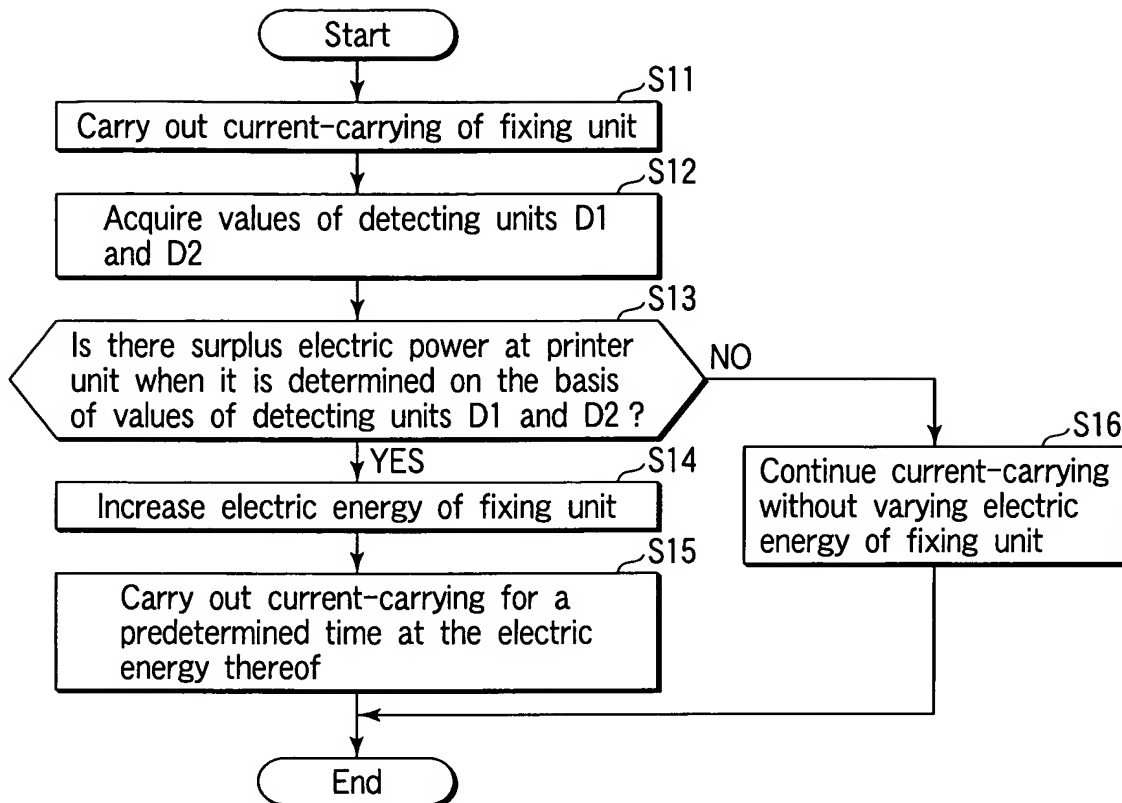 Start
S11
Carry out current-carrying of fixing unit
S12
Acquire values of detecting units D1
and D2
S13
Is there surplus electric power at printer
unit when it is determined on the basis
of values of detecting units D1 and D2 ?
NO
YES
S14
Increase electric energy of fixing unit
S15
Carry out current-carrying for a
predetermined time at the electric
energy thereof
S16
Continue current-carrying
without varying electric
energy of fixing unit
End